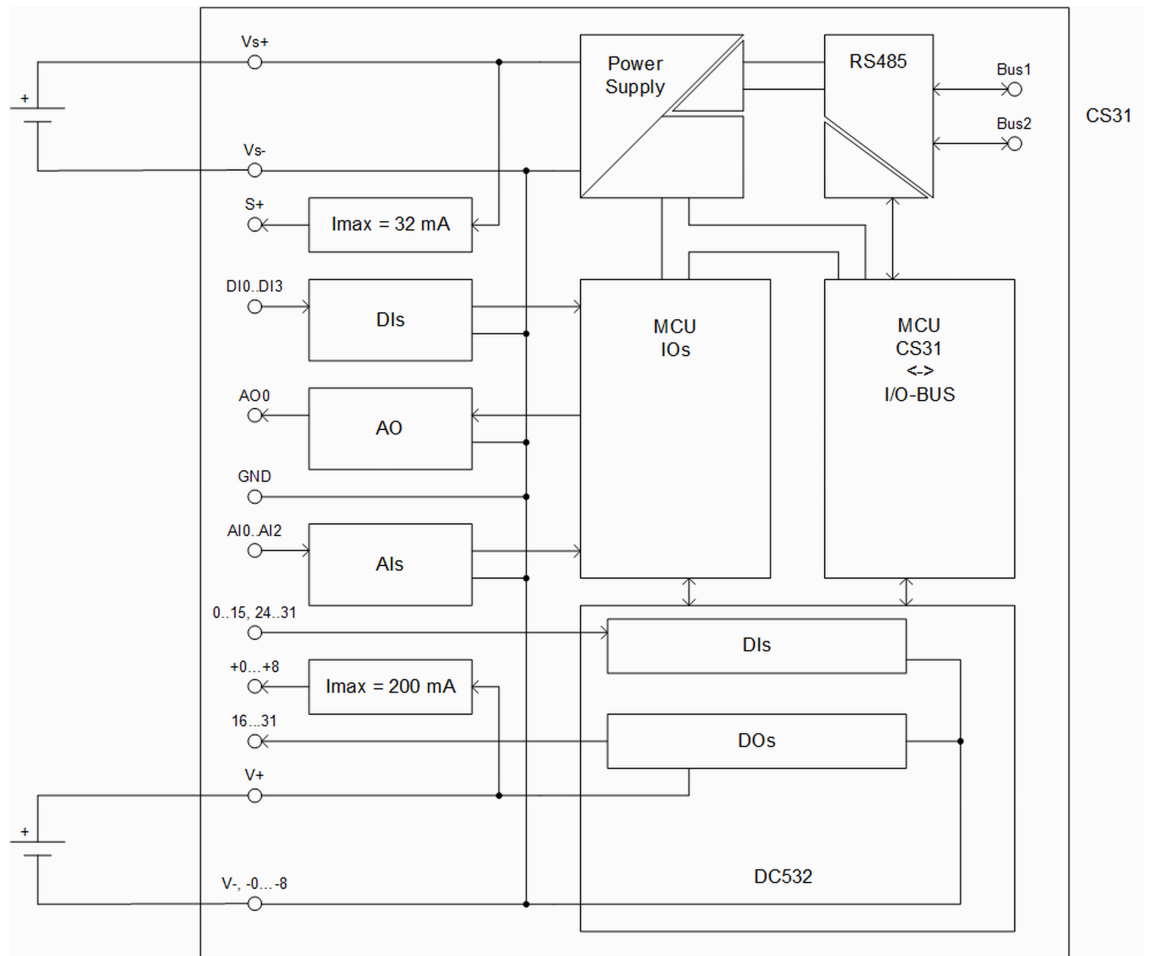 Vs+
Power
Supply
RS485
Bus1
+
CS31
Bus2
Vs-
S+
Imax = 32 mA
DI0..DI3
DIs
MCU
IOs
MCU
CS31
<->
I/O-BUS
AO0
AO
GND
AI0..AI2
AIs
0..15, 24..31
DIs
+0...+8
Imax = 200 mA
16...31
DOs
V+
+
DC532
V-, -0...-8